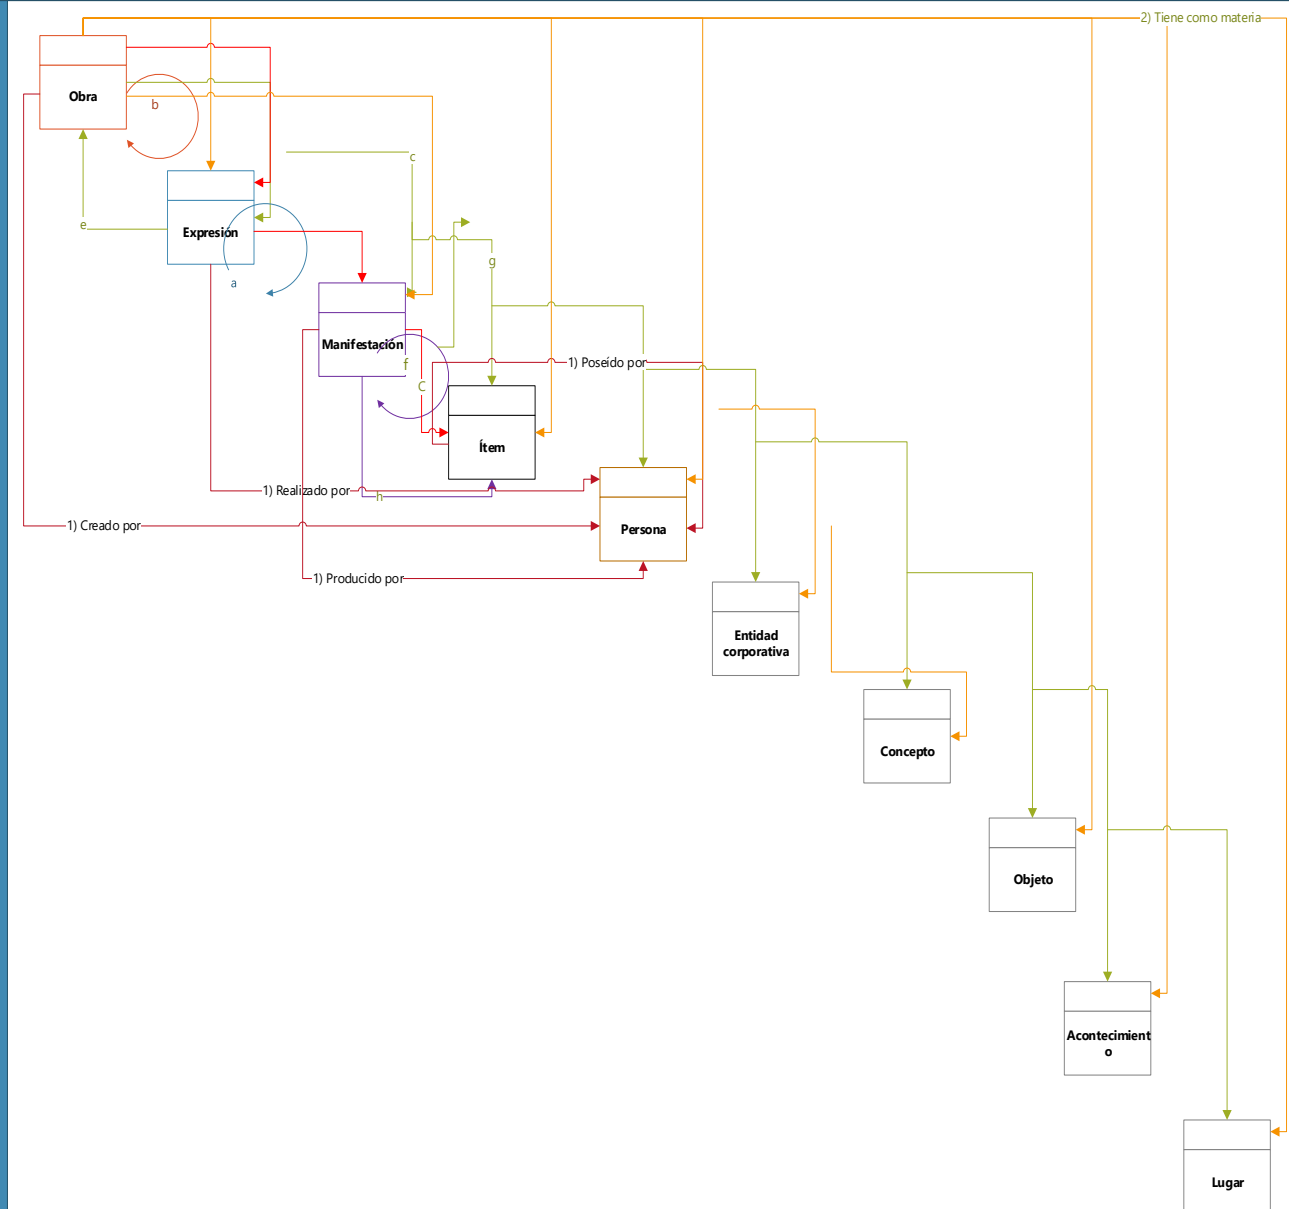 2) Tiene como materia
Obra
b
c
e
Expresión
g
a
Manifestación
f
1) Poseído por
C
Ítem
1) Realizado por
h
1) Creado por
Persona
1) Producido por
Entidad
corporativa
Concepto
Objeto
Acontecimient
o
Lugar